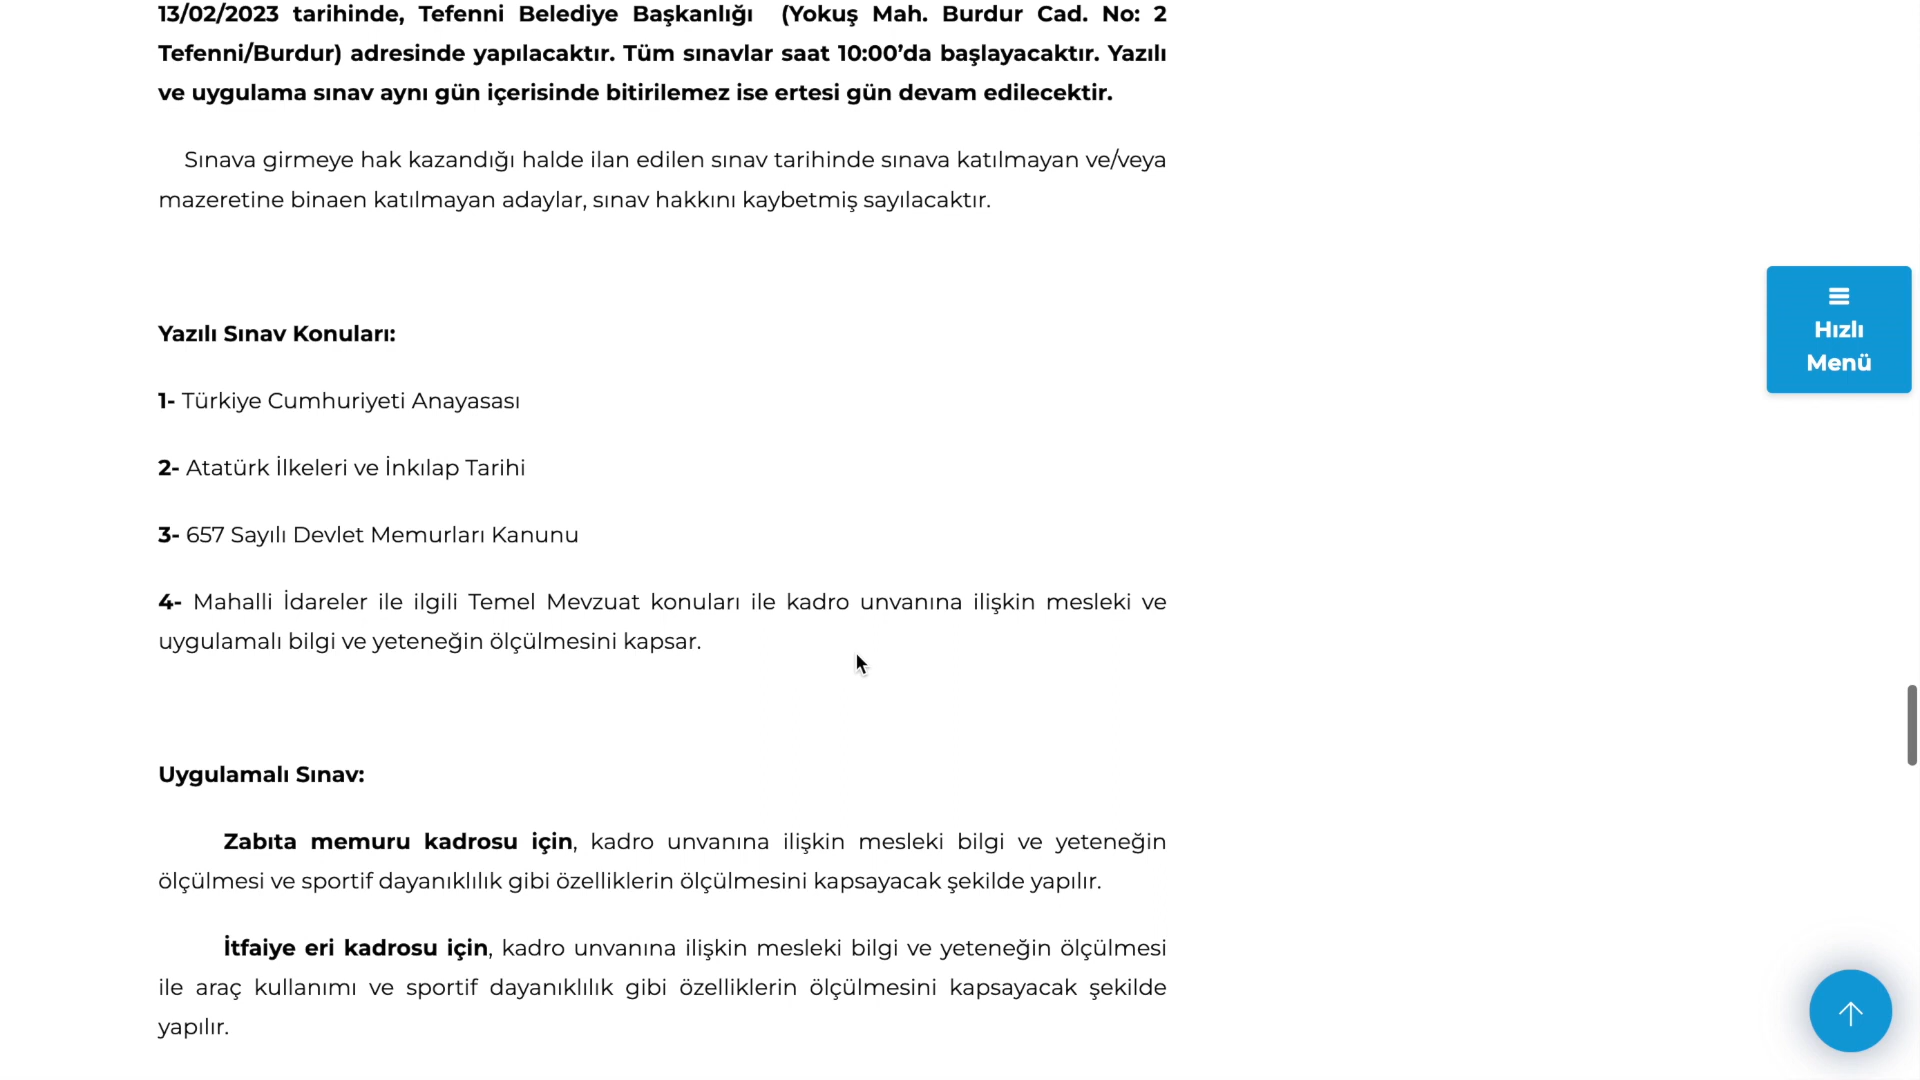 13/02/2023 tarihinde, Tefenni Belediye Başkanlığı (Yokuş Mah. Burdur Cad. No: 2
Tefenni/Burdur) adresinde yapılacaktır. Tüm sınavlar saat 10:00’da başlayacaktır. Yazılı
ve uygulama sınav aynı gün içerisinde bitirilemez ise ertesi gün devam edilecektir.
Sınava girmeye hak kazandığı halde ilan edilen sınav tarihinde sınava katılmayan ve/veya
mazeretine binaen katılmayan adaylar, sınav hakkını kaybetmiş sayılacaktır.
Yazılı Sınav Konuları:
1- Türkiye Cumhuriyeti Anayasası
2- Atatürk İlkeleri ve İnkılap Tarihi
3- 657 Sayılı Devlet Memurları Kanunu
4- Mahalli İdareler ile ilgili Temel Mevzuat konuları ile kadro unvanına ilişkin mesleki ve
uygulamalı bilgi ve yeteneğin ölçülmesini kapsar.
Uygulamalı Sınav:
Zabıta memuru kadrosu için, kadro unvanına ilişkin mesleki bilgi ve yeteneğin
ölçülmesi ve sportif dayanıklılık gibi özelliklerin ölçülmesini kapsayacak şekilde yapılır.
İtfaiye eri kadrosu için, kadro unvanına ilişkin mesleki bilgi ve yeteneğin ölçülmesi
ile araç kullanımı ve sportif dayanıklılık gibi özelliklerin ölçülmesini kapsayacak şekilde
yapılır.
Hızlı
Menü